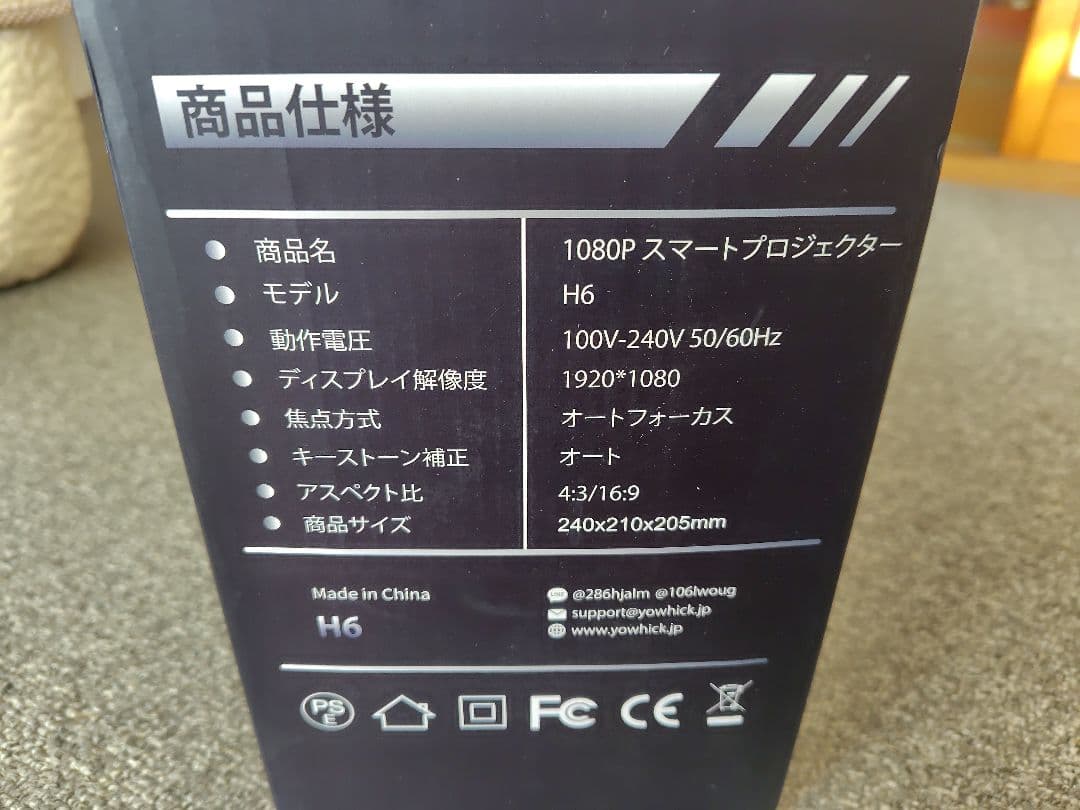 商品仕様
商品名 1080P スマートプロジェクター
モデル H6
動作電圧 100V-240V 50/60Hz
ディスプレイ解像度 1920*1080
焦点方式 オートフォーカス
キーストーン補正 オート
アスペクト比 4:3/16:9
商品サイズ 240x210x205mm
Made in China
H6
LINE @286hjalm @106lwoug
support@yowhick.jp
www.yowhick.jp
PSE FC CE